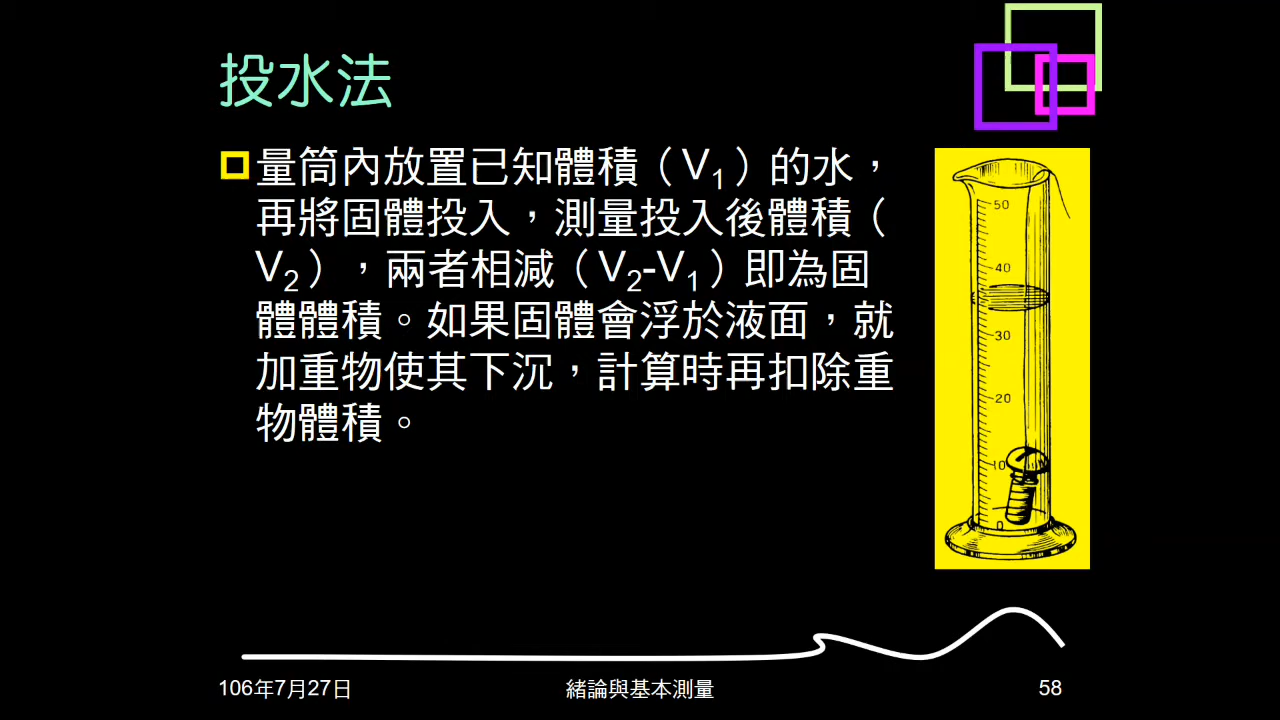 投水法
量筒內放置已知體積（V₁）的水，
再將固體投入，測量投入後體積（
V₂），兩者相減（V₂-V₁）即為固
體體積。如果固體會浮於液面，就
加重物使其下沉，計算時再扣除重
物體積。
50
40
30
20
10
0
106年7月27日
緒論與基本測量
58